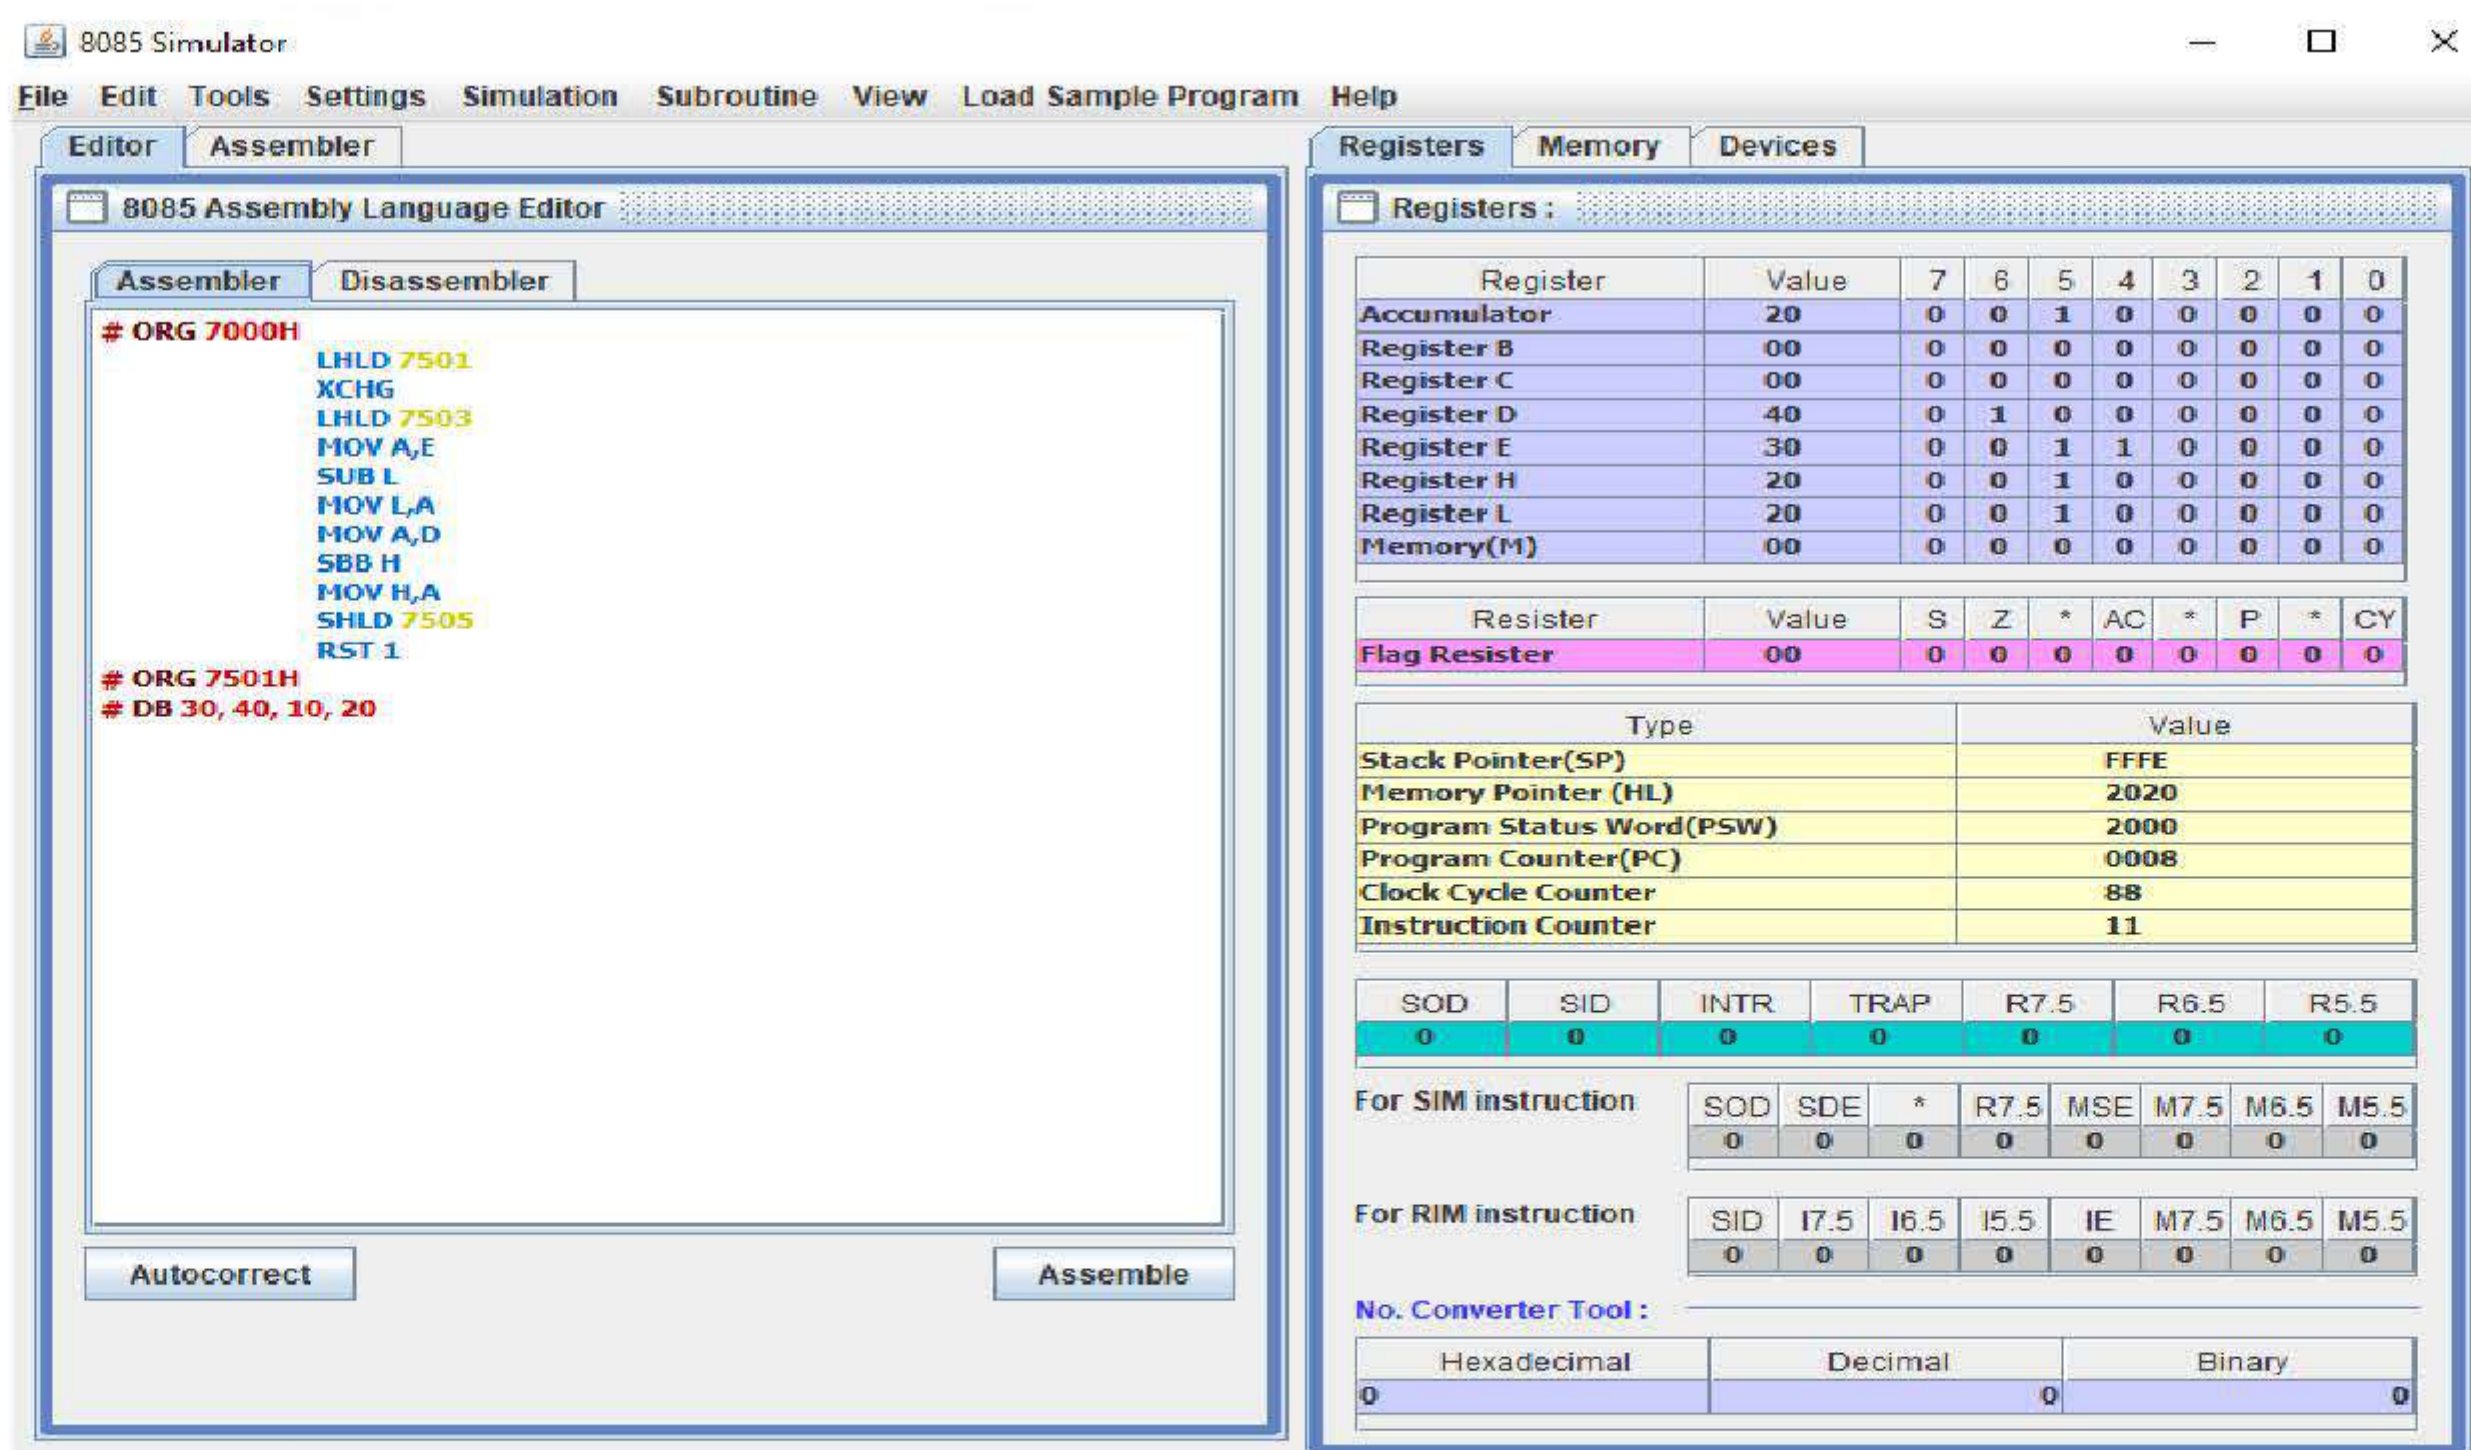 8085 Simulator
File Edit Tools Settings Simulation Subroutine View Load Sample Program Help
Editor Assembler
8085 Assembly Language Editor
Assembler Disassembler
# ORG 7000H
LHLD 7501
XCHG
LHLD 7503
MOV A,E
SUB L
MOV L,A
MOV A,D
SBB H
MOV H,A
SHLD 7505
RST 1
# ORG 7501H
# DB 30, 40, 10, 20
Autocorrect Assemble
Registers Memory Devices
Registers :
Register Value 7 6 5 4 3 2 1 0
Accumulator 20 0 0 1 0 0 0 0 0
Register B 00 0 0 0 0 0 0 0 0
Register C 00 0 0 0 0 0 0 0 0
Register D 40 0 1 0 0 0 0 0 0
Register E 30 0 0 1 1 0 0 0 0
Register H 20 0 0 1 0 0 0 0 0
Register L 20 0 0 1 0 0 0 0 0
Memory(M) 00 0 0 0 0 0 0 0 0
Resister Value S Z * AC * P * CY
Flag Resister 00 0 0 0 0 0 0 0 0
Type Value
Stack Pointer(SP) FFFE
Memory Pointer (HL) 2020
Program Status Word(PSW) 2000
Program Counter(PC) 0008
Clock Cycle Counter 88
Instruction Counter 11
SOD SID INTR TRAP R7.5 R6.5 R5.5
0 0 0 0 0 0 0
For SIM instruction SOD SDE * R7.5 MSE M7.5 M6.5 M5.5
0 0 0 0 0 0 0 0
For RIM instruction SID I7.5 I6.5 I5.5 IE M7.5 M6.5 M5.5
0 0 0 0 0 0 0 0
No. Converter Tool :
Hexadecimal Decimal Binary
0 0 0